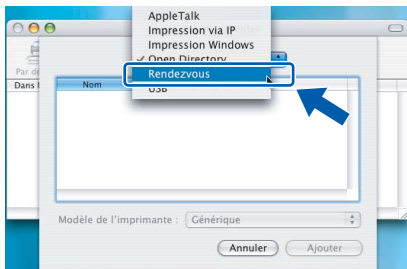 AppleTalk
Impression via IP
Impression Windows
✓ Open Directory
Rendezvous
USB
Par dé
Dans l
Nom
Modèle de l'imprimante : Générique
Annuler
Ajouter